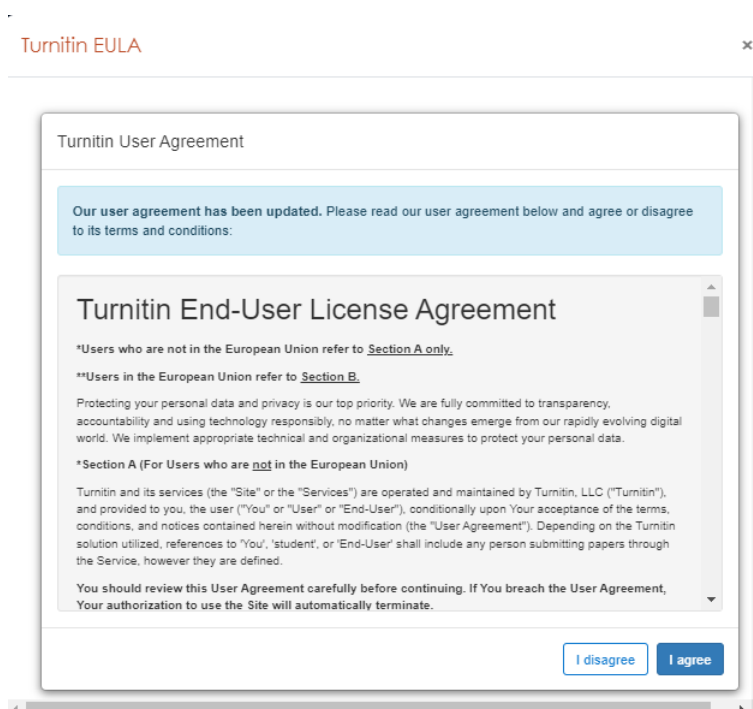 Turnitin EULA
×
Turnitin User Agreement
Our user agreement has been updated. Please read our user agreement below and agree or disagree
to its terms and conditions:
Turnitin End-User License Agreement
*Users who are not in the European Union refer to Section A only.
**Users in the European Union refer to Section B.
Protecting your personal data and privacy is our top priority. We are fully committed to transparency,
accountability and using technology responsibly, no matter what changes emerge from our rapidly evolving digital
world. We implement appropriate technical and organizational measures to protect your personal data.
*Section A (For Users who are not in the European Union)
Turnitin and its services (the "Site" or the "Services") are operated and maintained by Turnitin, LLC ("Turnitin"),
and provided to you, the user ("You" or "User" or "End-User"), conditionally upon Your acceptance of the terms,
conditions, and notices contained herein without modification (the "User Agreement"). Depending on the Turnitin
solution utilized, references to 'You', 'student', or 'End-User' shall include any person submitting papers through
the Service, however they are defined.
You should review this User Agreement carefully before continuing. If You breach the User Agreement,
Your authorization to use the Site will automatically terminate.
I disagree
I agree